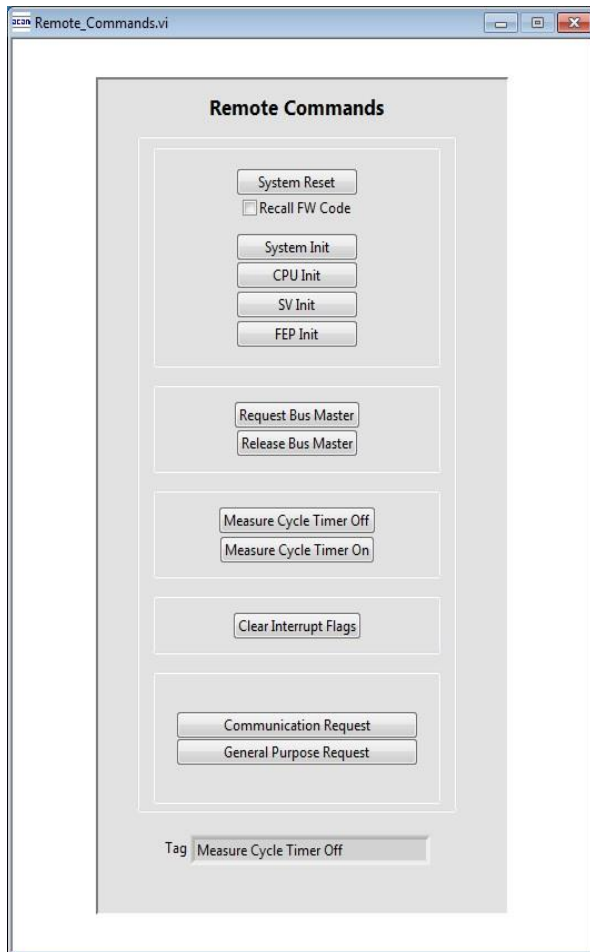 acan Remote_Commands.vi
Remote Commands
System Reset
Recall FW Code
System Init
CPU Init
SV Init
FEP Init
Request Bus Master
Release Bus Master
Measure Cycle Timer Off
Measure Cycle Timer On
Clear Interrupt Flags
Communication Request
General Purpose Request
Tag Measure Cycle Timer Off